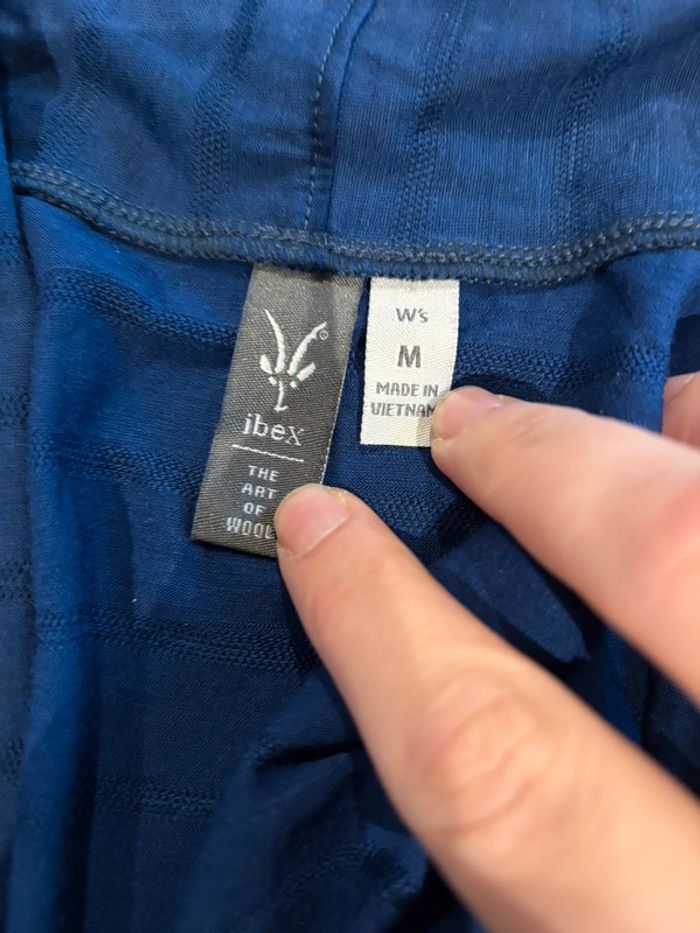 ibex
THE
ART
OF
WOOL
W's
M
MADE IN
VIETNAM